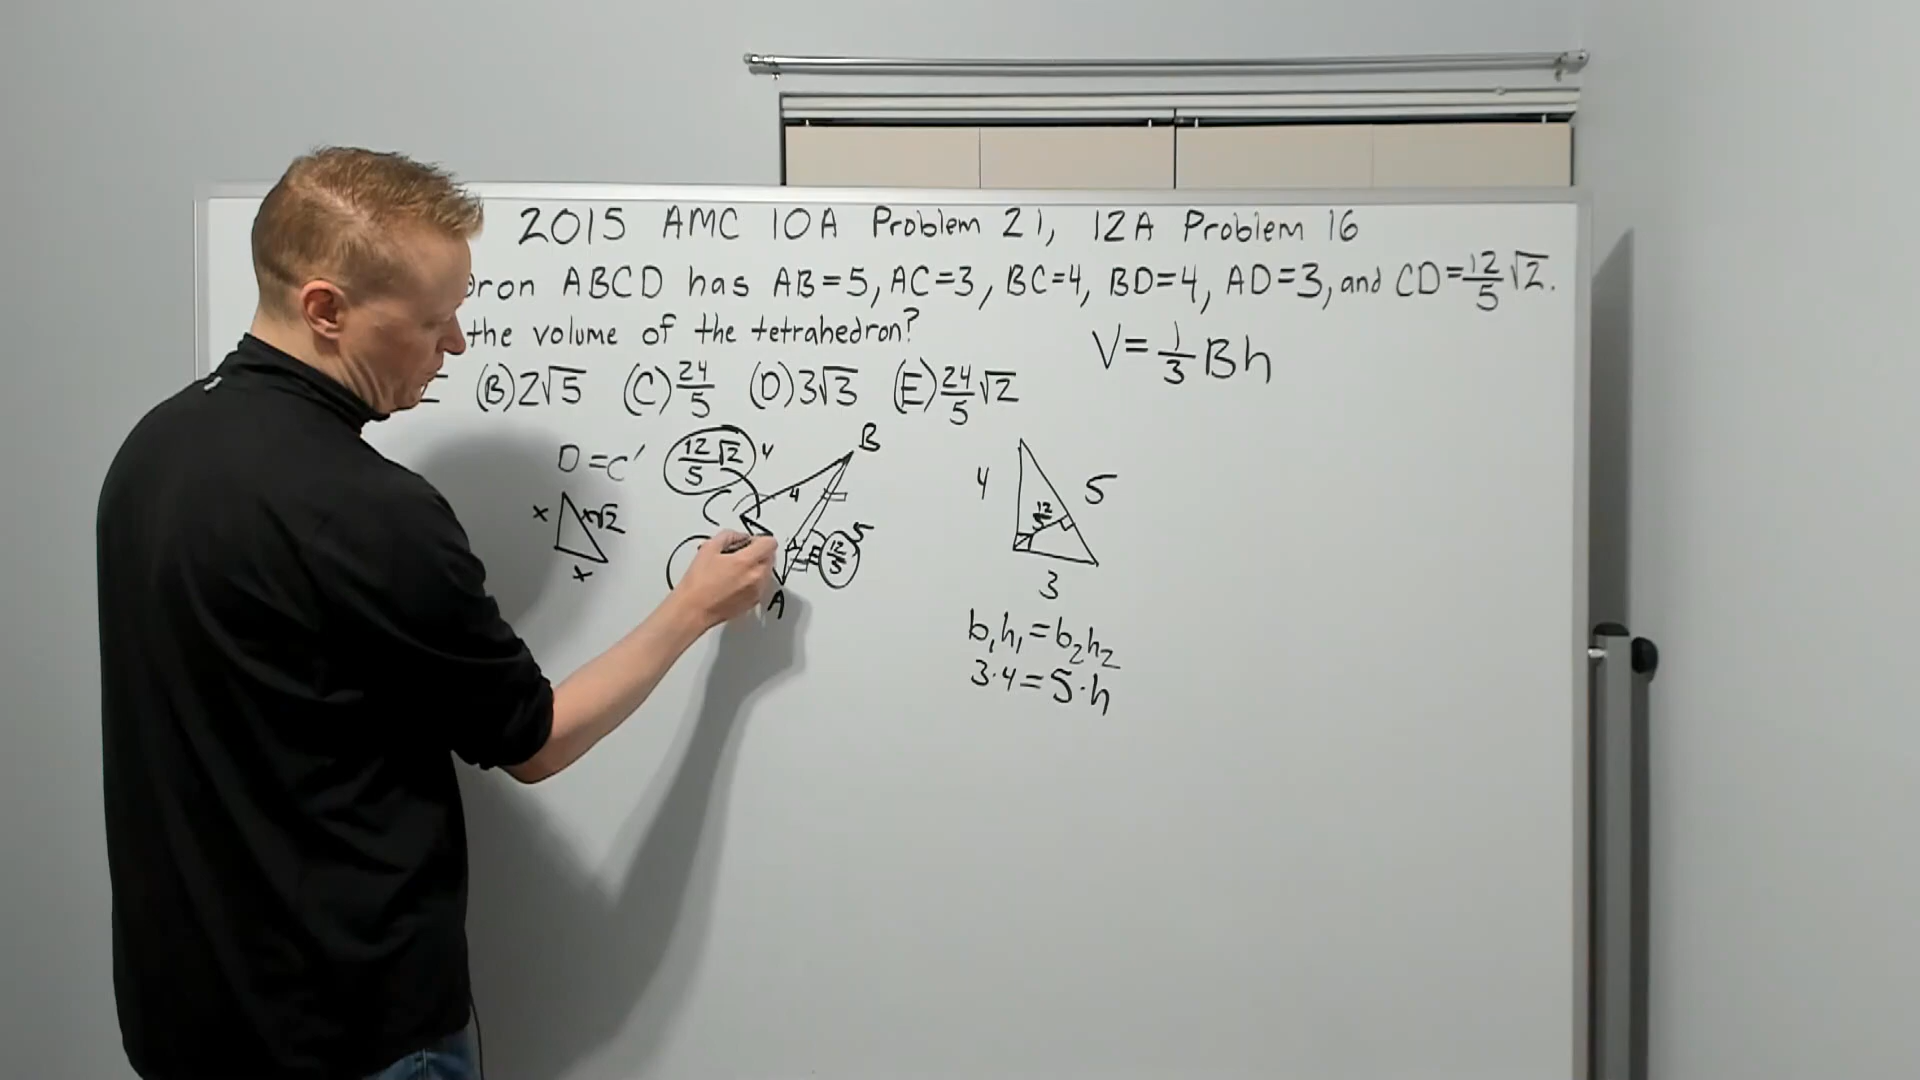 2015 AMC 10A Problem 21, 12A Problem 16
ABCD has AB=5, AC=3, BC=4, BD=4, AD=3, and CD=12/5 √2.
the volume of the tetrahedron?
V=1/3 Bh
(B) 2√5 (C) 24/5 (D) 3√3 (E) 24/5 √2
D=C'
x
x√2
x
12/5 √2
4
B
C
4
5
E
12/5
A
4
5
12/5
3
b₁h₁=b₂h₂
3·4=5·h